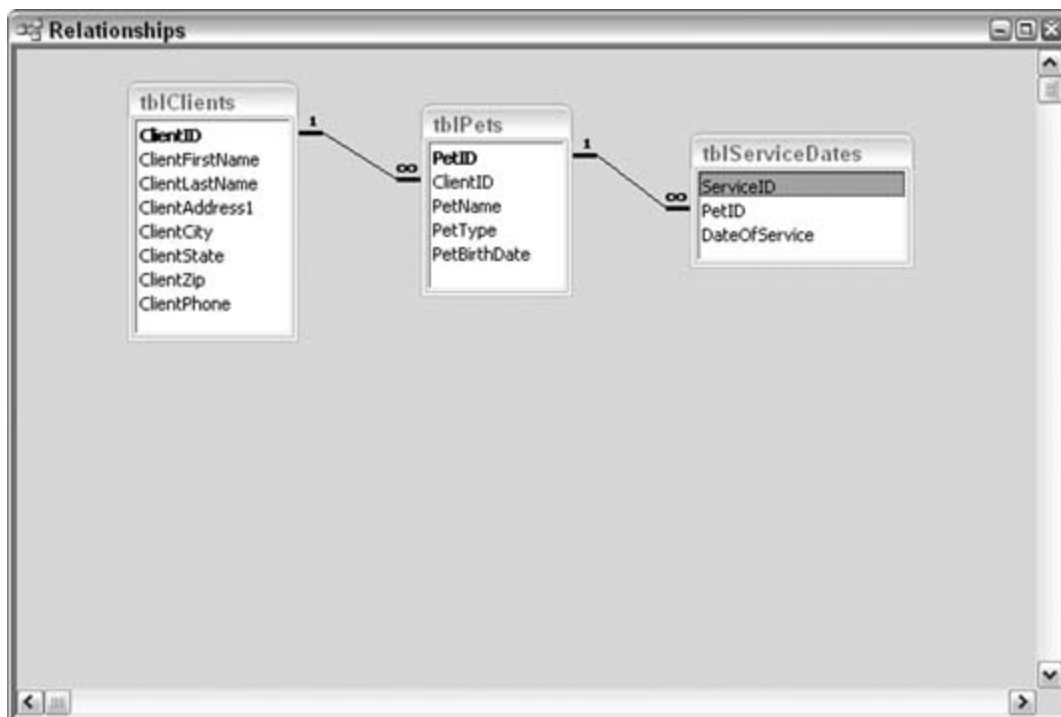 Relationships
tblClients
ClientID
ClientFirstName
ClientLastName
ClientAddress1
ClientCity
ClientState
ClientZip
ClientPhone
1
∞
tblPets
PetID
ClientID
PetName
PetType
PetBirthDate
1
∞
tblServiceDates
ServiceID
PetID
DateOfService